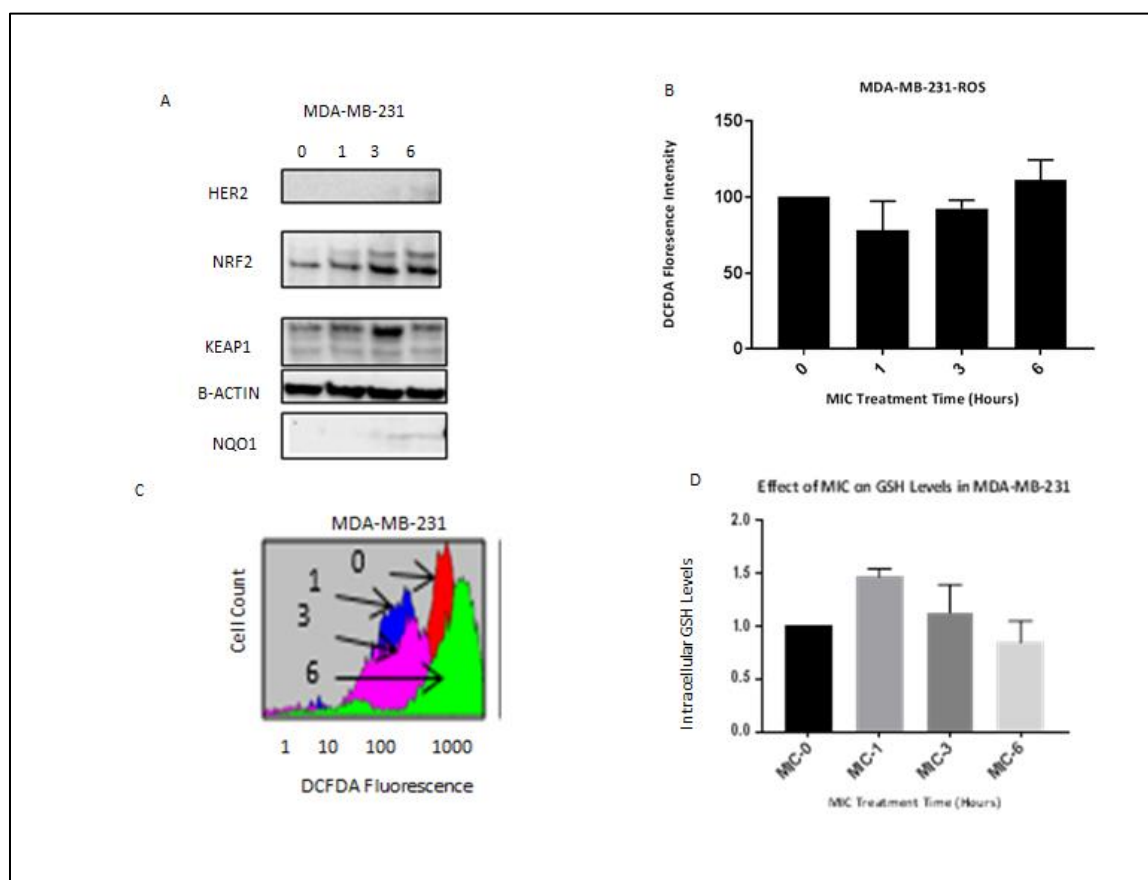 A
MDA-MB-231
0 1 3 6
HER2
NRF2
KEAP1
B-ACTIN
NQO1
B
MDA-MB-231-ROS
DCFDA Floresence Intensity
150
100
50
0
0 1 3 6
MIC Treatment Time (Hours)
C
MDA-MB-231
Cell Count
0
1
3
6
1 10 100 1000
DCFDA Fluorescence
D
Effect of MIC on GSH Levels in MDA-MB-231
Intracellular GSH Levels
2.0
1.5
1.0
0.5
0.0
MIC-0 MIC-1 MIC-3 MIC-6
MIC Treatment Time (Hours)